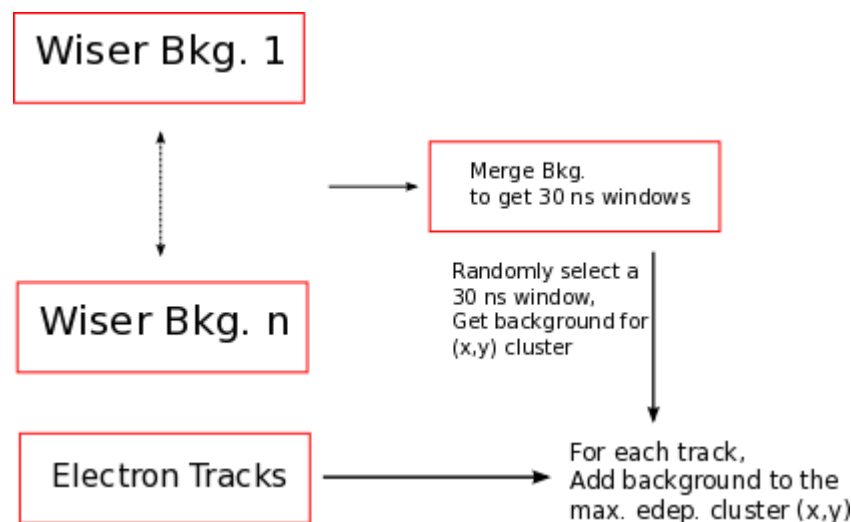 Wiser Bkg. 1
Merge Bkg.
to get 30 ns windows
Randomly select a
30 ns window,
Get background for
(x,y) cluster
Wiser Bkg. n
Electron Tracks
For each track,
Add background to the
max. edep. cluster (x,y)